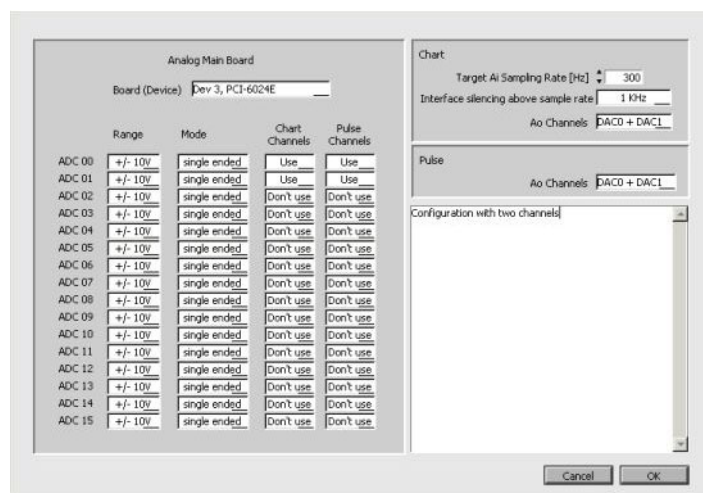 Analog Main Board
Board (Device) Dev 3, PCI-6024E
Range Mode Chart Channels Pulse Channels
ADC 00 +/- 10V single ended Use Use
ADC 01 +/- 10V single ended Use Use
ADC 02 +/- 10V single ended Don't use Don't use
ADC 03 +/- 10V single ended Don't use Don't use
ADC 04 +/- 10V single ended Don't use Don't use
ADC 05 +/- 10V single ended Don't use Don't use
ADC 06 +/- 10V single ended Don't use Don't use
ADC 07 +/- 10V single ended Don't use Don't use
ADC 08 +/- 10V single ended Don't use Don't use
ADC 09 +/- 10V single ended Don't use Don't use
ADC 10 +/- 10V single ended Don't use Don't use
ADC 11 +/- 10V single ended Don't use Don't use
ADC 12 +/- 10V single ended Don't use Don't use
ADC 13 +/- 10V single ended Don't use Don't use
ADC 14 +/- 10V single ended Don't use Don't use
ADC 15 +/- 10V single ended Don't use Don't use
Chart
Target Ai Sampling Rate [Hz] 300
Interface silencing above sample rate 1 KHz
Ao Channels DAC0 + DAC1
Pulse
Ao Channels DAC0 + DAC1
Configuration with two channels
Cancel OK